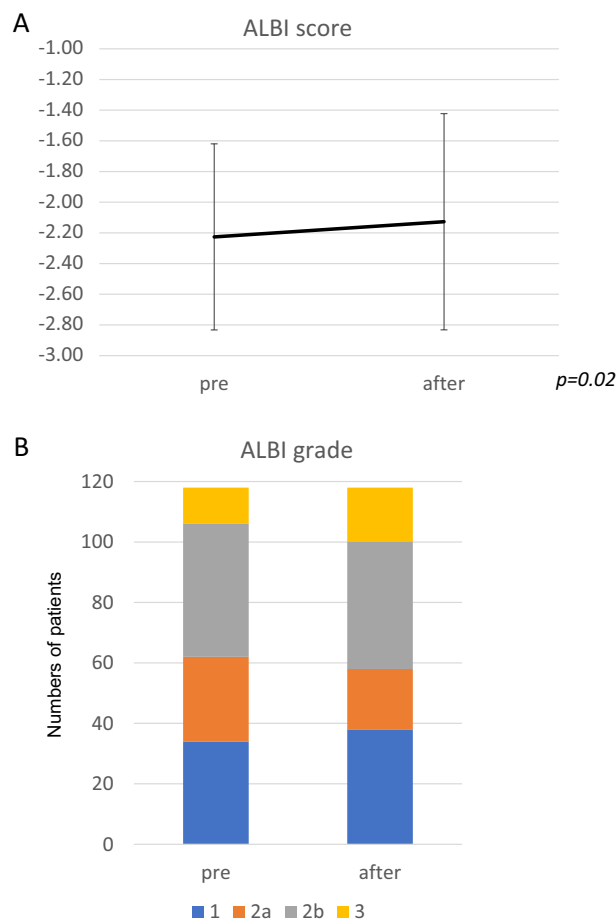 A
ALBI score
-1.00
-1.20
-1.40
-1.60
-1.80
-2.00
-2.20
-2.40
-2.60
-2.80
-3.00
pre after p=0.02
B
ALBI grade
Numbers of patients
120
100
80
60
40
20
0
pre after
1 2a 2b 3